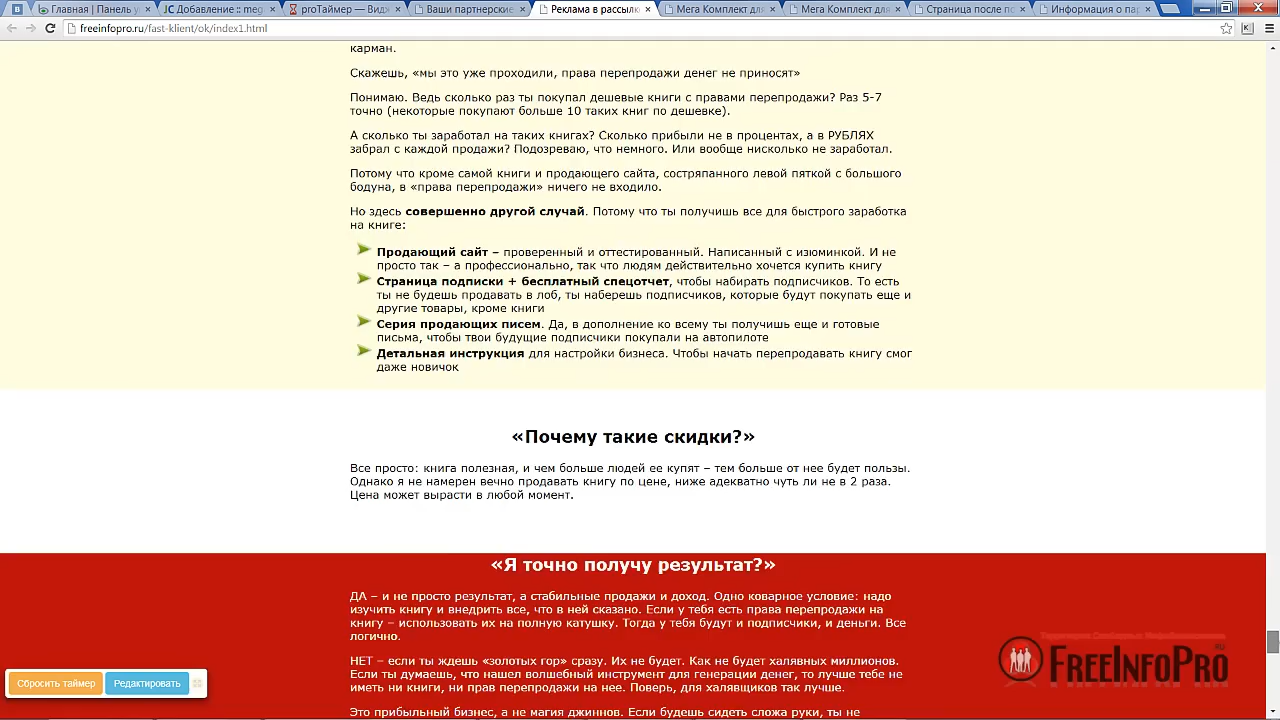 Главная | Панель у
JC Добавление :: meg
proТаймер — Видж
Ваши партнерские
Реклама в рассылк
Мега Комплект для
Мега Комплект для
Страница после по
Информация о пар
freeinfopro.ru/fast-klient/ok/index1.html
карман.
Скажешь, «мы это уже проходили, права перепродажи денег не приносят»
Понимаю. Ведь сколько раз ты покупал дешевые книги с правами перепродажи? Раз 5-7
точно (некоторые покупают больше 10 таких книг по дешевке).
А сколько ты заработал на таких книгах? Сколько прибыли не в процентах, а в РУБЛЯХ
забрал с каждой продажи? Подозреваю, что немного. Или вообще нисколько не заработал.
Потому что кроме самой книги и продающего сайта, состряпанного левой пяткой с большого
бодуна, в «права перепродажи» ничего не входило.
Но здесь совершенно другой случай. Потому что ты получишь все для быстрого заработка
на книге:
Продающий сайт – проверенный и оттестированный. Написанный с изюминкой. И не
просто так – а профессионально, так что людям действительно хочется купить книгу
Страница подписки + бесплатный спецотчет, чтобы набирать подписчиков. То есть
ты не будешь продавать в лоб, ты наберешь подписчиков, которые будут покупать еще и
другие товары, кроме книги
Серия продающих писем. Да, в дополнение ко всему ты получишь еще и готовые
письма, чтобы твои будущие подписчики покупали на автопилоте
Детальная инструкция для настройки бизнеса. Чтобы начать перепродавать книгу смог
даже новичок
«Почему такие скидки?»
Все просто: книга полезная, и чем больше людей ее купят – тем больше от нее будет пользы.
Однако я не намерен вечно продавать книгу по цене, ниже адекватно чуть ли не в 2 раза.
Цена может вырасти в любой момент.
«Я точно получу результат?»
ДА – и не просто результат, а стабильные продажи и доход. Одно коварное условие: надо
изучить книгу и внедрить все, что в ней сказано. Если у тебя есть права перепродажи на
книгу – использовать их на полную катушку. Тогда у тебя будут и подписчики, и деньги. Все
логично.
НЕТ – если ты ждешь «золотых гор» сразу. Их не будет. Как не будет халявных миллионов.
Если ты думаешь, что нашел волшебный инструмент для генерации денег, то лучше тебе не
иметь ни книги, ни прав перепродажи на нее. Поверь, для халявщиков так лучше.
Это прибыльный бизнес, а не магия джиннов. Если будешь сидеть сложа руки, ты не
Сбросить таймер
Редактировать
FreeInfoPro